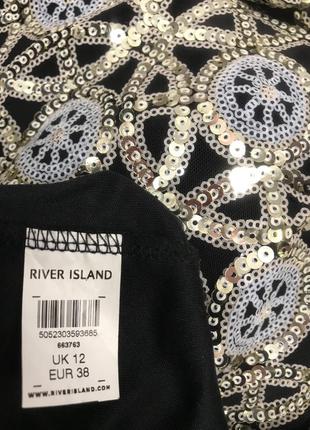 RIVER ISLAND
5052303593685
663763
UK 12
EUR 38
WWW.RIVERISLAND.COM